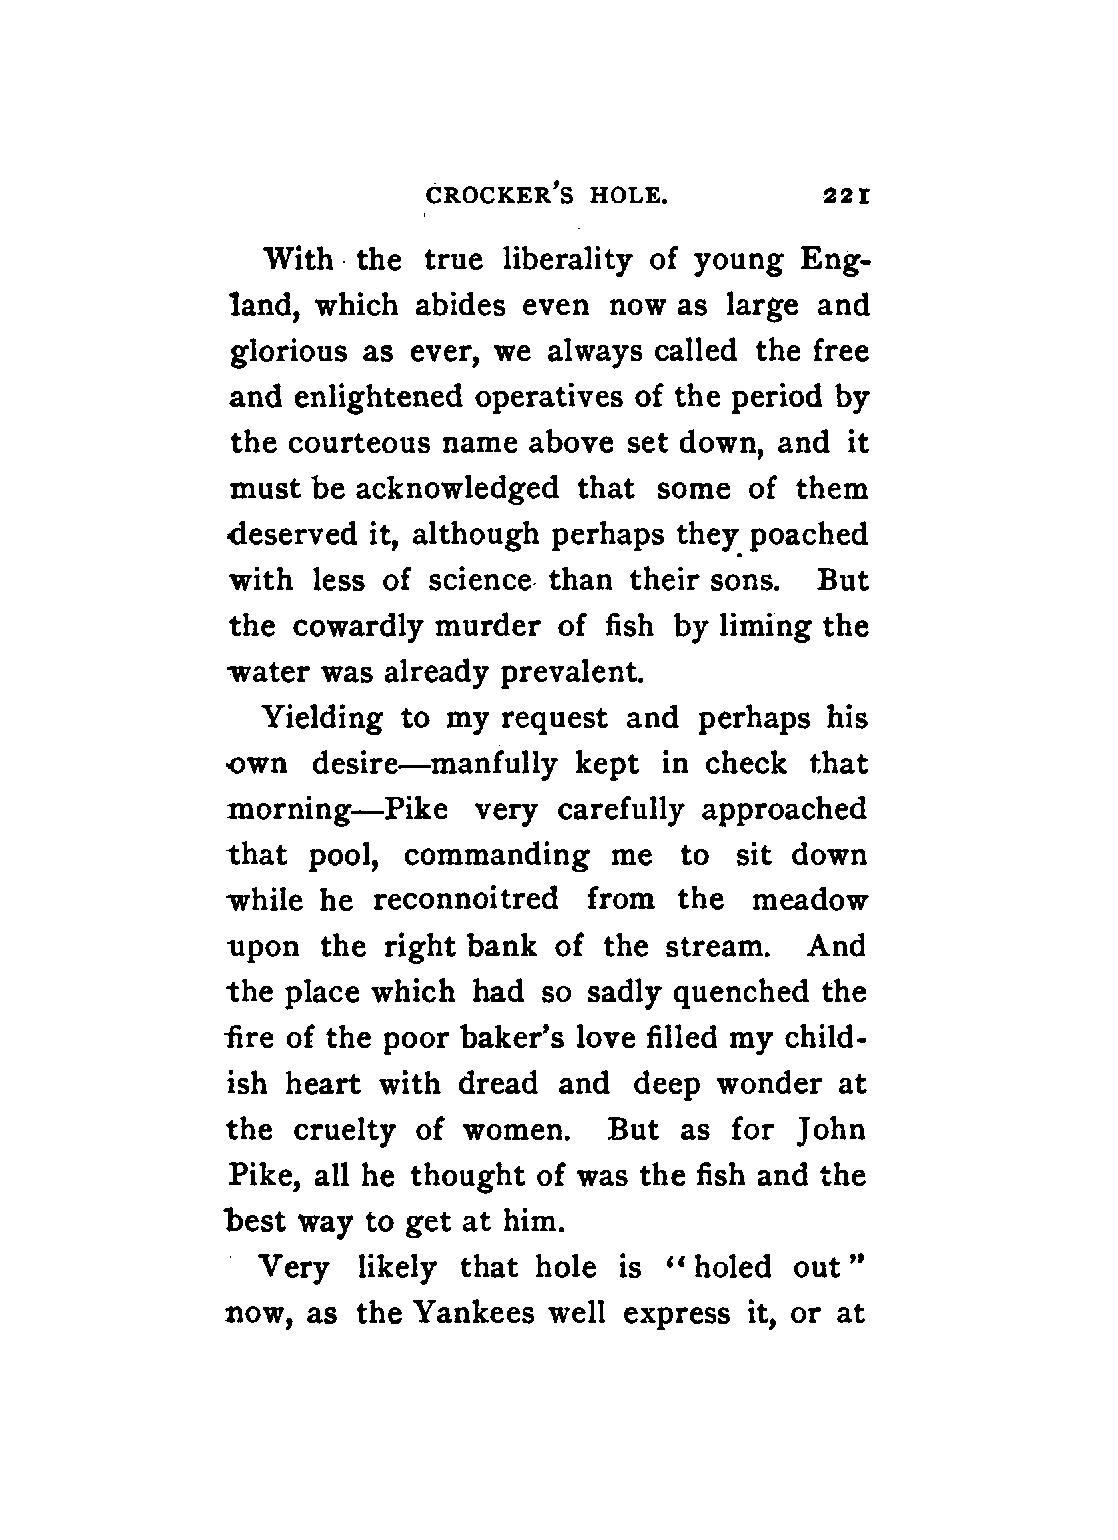 CROCKER'S HOLE. 221
With the true liberality of young Eng-
land, which abides even now as large and
glorious as ever, we always called the free
and enlightened operatives of the period by
the courteous name above set down, and it
must be acknowledged that some of them
deserved it, although perhaps they poached
with less of science than their sons. But
the cowardly murder of fish by liming the
water was already prevalent.
Yielding to my request and perhaps his
own desire—manfully kept in check that
morning—Pike very carefully approached
that pool, commanding me to sit down
while he reconnoitred from the meadow
upon the right bank of the stream. And
the place which had so sadly quenched the
fire of the poor baker's love filled my child-
ish heart with dread and deep wonder at
the cruelty of women. But as for John
Pike, all he thought of was the fish and the
best way to get at him.
Very likely that hole is "holed out"
now, as the Yankees well express it, or at